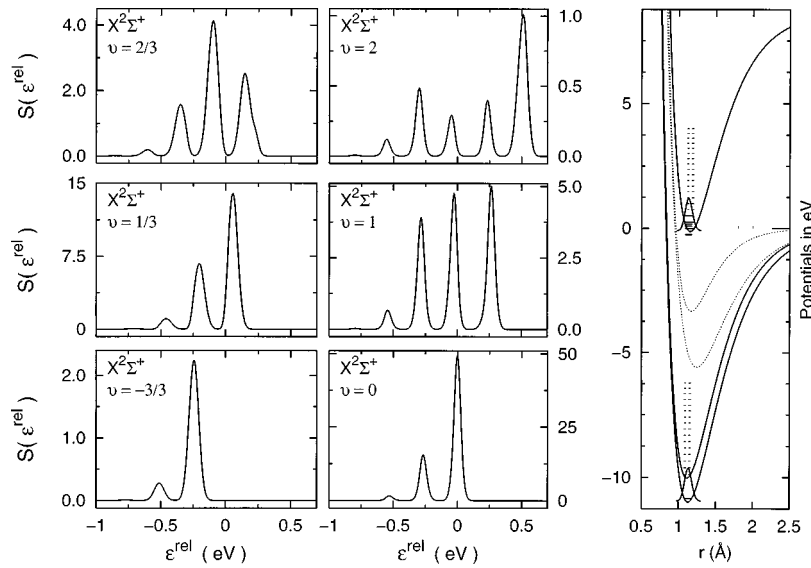 X²Σ⁺
υ = 2/3
S( ε^rel )
4.0
2.0
0.0
X²Σ⁺
υ = 2
1.0
0.5
0.0
X²Σ⁺
υ = 1/3
S( ε^rel )
15
7.5
0
X²Σ⁺
υ = 1
5.0
2.5
0.0
X²Σ⁺
υ = −3/3
S( ε^rel )
2.0
1.0
0.0
X²Σ⁺
υ = 0
50
25
0
−1 −0.5 0 0.5
−1 −0.5 0 0.5
ε^rel ( eV )
ε^rel ( eV )
5
0
−5
−10
Potentials in eV
0.5 1 1.5 2 2.5
r (Å)